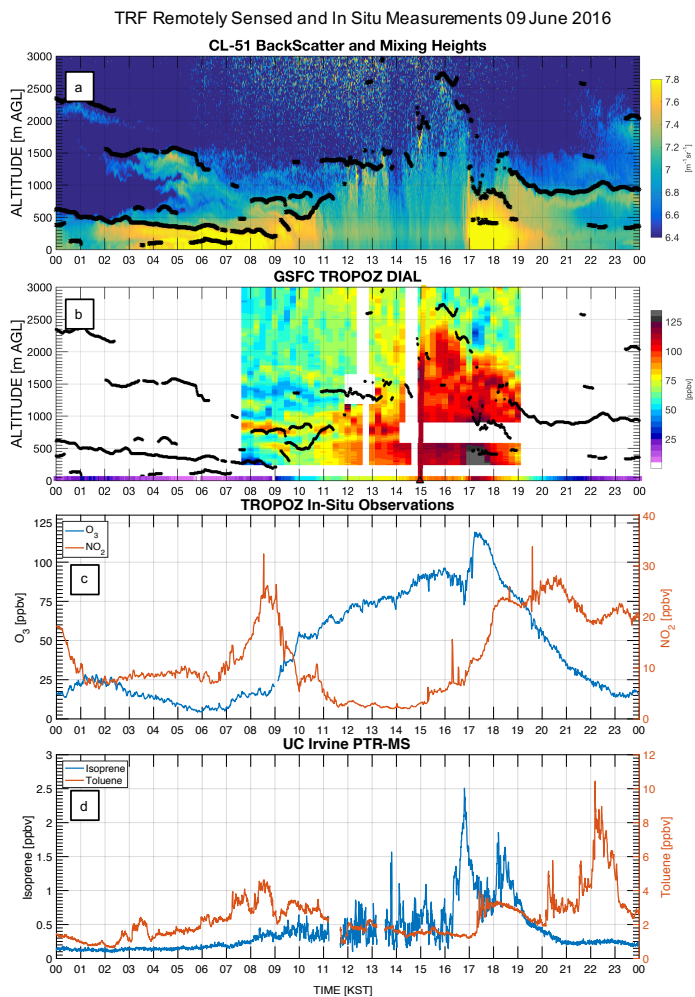 TRF Remotely Sensed and In Situ Measurements 09 June 2016
CL-51 BackScatter and Mixing Heights
a
ALTITUDE [m AGL]
3000
2500
2000
1500
1000
500
0
00 01 02 03 04 05 06 07 08 09 10 11 12 13 14 15 16 17 18 19 20 21 22 23 00
7.8
7.6
7.4
7.2
7
6.8
6.6
6.4
[m⁻¹sr⁻¹]
GSFC TROPOZ DIAL
b
ALTITUDE [m AGL]
3000
2500
2000
1500
1000
500
0
00 01 02 03 04 05 06 07 08 09 10 11 12 13 14 15 16 17 18 19 20 21 22 23 00
125
100
75
50
25
[ppbv]
TROPOZ In-Situ Observations
O₃
NO₂
c
O₃ [ppbv]
125
100
75
50
25
0
00 01 02 03 04 05 06 07 08 09 10 11 12 13 14 15 16 17 18 19 20 21 22 23 00
40
30
20
10
0
NO₂ [ppbv]
UC Irvine PTR-MS
Isoprene
Toluene
d
Isoprene [ppbv]
3
2.5
2
1.5
1
0.5
0
00 01 02 03 04 05 06 07 08 09 10 11 12 13 14 15 16 17 18 19 20 21 22 23 00
12
10
8
6
4
2
0
Toluene [ppbv]
TIME [KST]